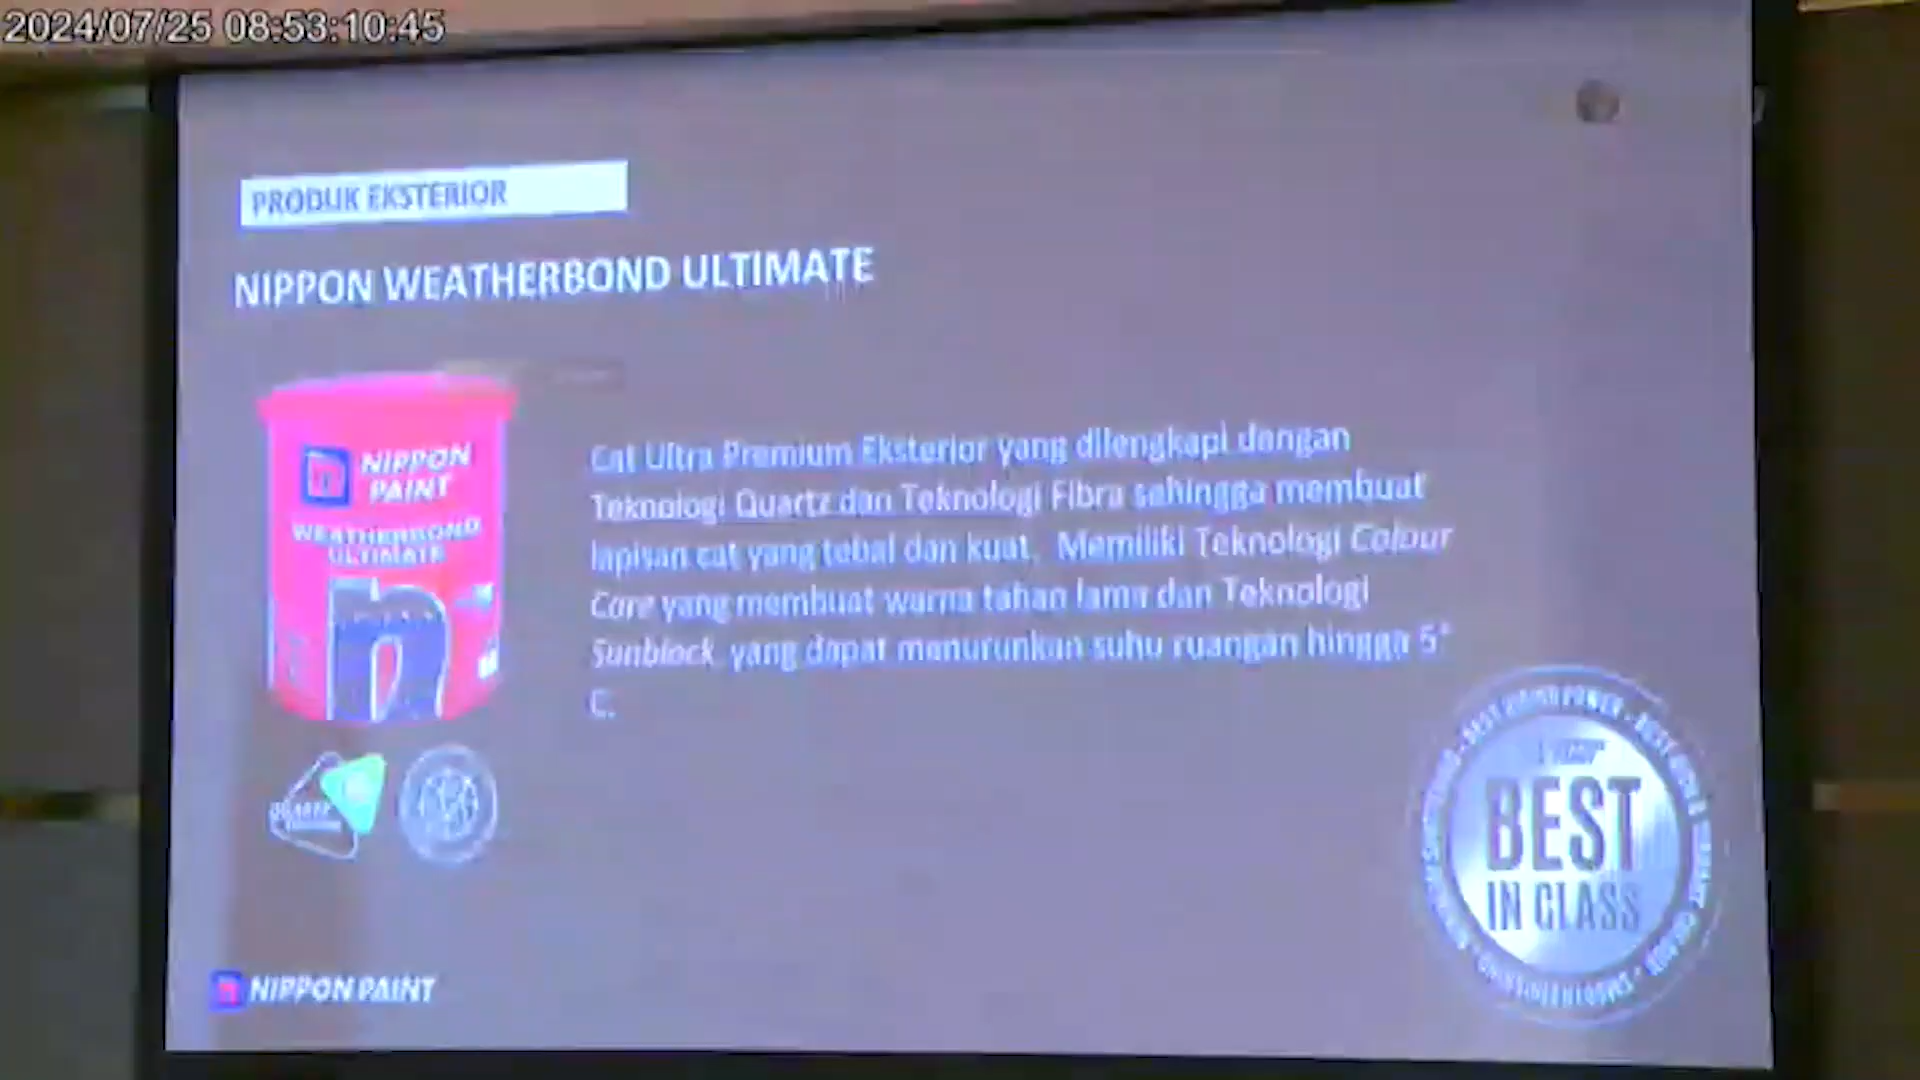 2024/07/25 08:53:10:45
PRODUK EKSTERIOR
NIPPON WEATHERBOND ULTIMATE
NIPPON
PAINT
WEATHERBOND
ULTIMATE
Cat Ultra Premium Eksterior yang dilengkapi dengan
Teknologi Quartz dan Teknologi Fibra sehingga membuat
lapisan cat yang tebal dan kuat. Memiliki Teknologi Colour
Care yang membuat warna tahan lama dan Teknologi
Sunblock yang dapat menurunkan suhu ruangan hingga 5°
C.
QUARTZ
BEST
IN CLASS
NIPPON PAINT